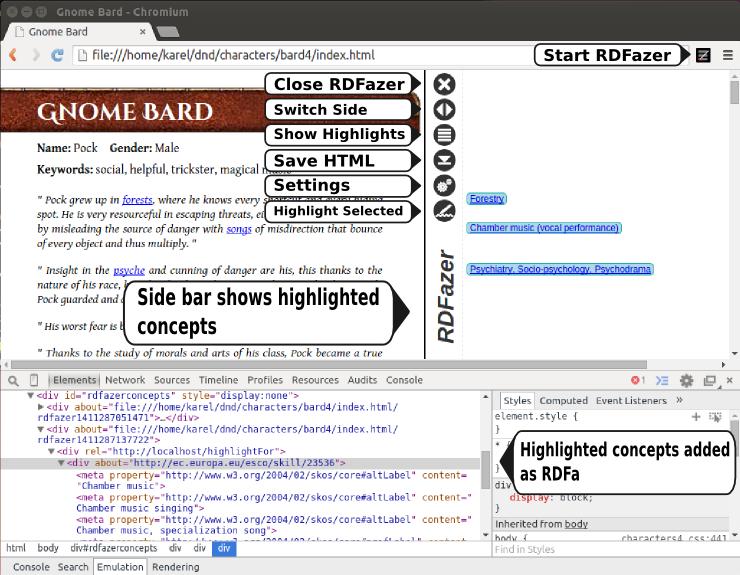 Gnome Bard - Chromium
Gnome Bard
file:///home/karel/dnd/characters/bard4/index.html
Start RDFazer
Close RDFazer
GNOME BARD
Switch Side
Show Highlights
Name: Pock Gender: Male
Save HTML
Keywords: social, helpful, trickster, magical
Settings
" Pock grew up in forests, where he knows every
Forestry
Highlight Selected
spot. He is very resourceful in escaping threats,
by misleading the source of danger with songs of misdirection that bounce
Chamber music (vocal performance)
of every object and thus multiply. "
" Insight in the psyche and cunning of danger are his, this thanks to the
Psychiatry, Socio-psychology, Psychodrama
nature of his race,
Pock guarded and
Side bar shows highlighted
concepts
RDFazer
" His worst fear is
" Thanks to the study of morals and arts of his class, Pock became a true
Elements Network Sources Timeline Profiles Resources Audits Console
1
<div id="rdfazerconcepts" style="display:none">
<div about="file:///home/karel/dnd/characters/bard4/index.html/
rdfazer1411287051471">…</div>
<div about="file:///home/karel/dnd/characters/bard4/index.html/
rdfazer1411287137722">
<div rel="http://localhost/highlightFor">
<div about="http://ec.europa.eu/esco/skill/23536">
<meta property="http://www.w3.org/2004/02/skos/core#altLabel" content=
"Chamber music">
<meta property="http://www.w3.org/2004/02/skos/core#altLabel" content="
Chamber music singing">
<meta property="http://www.w3.org/2004/02/skos/core#altLabel" content="
Chamber music, specialization song">
<meta property="http://www.w3.org/2004/02/skos/core#prefLabel" content="
html body div#rdfazerconcepts div div div
Styles Computed Event Listeners »
element.style {
}
Highlighted concepts added
as RDFa
div
display: block;
}
Inherited from body
body { characters4.css:441
Find in Styles
Console Search Emulation Rendering